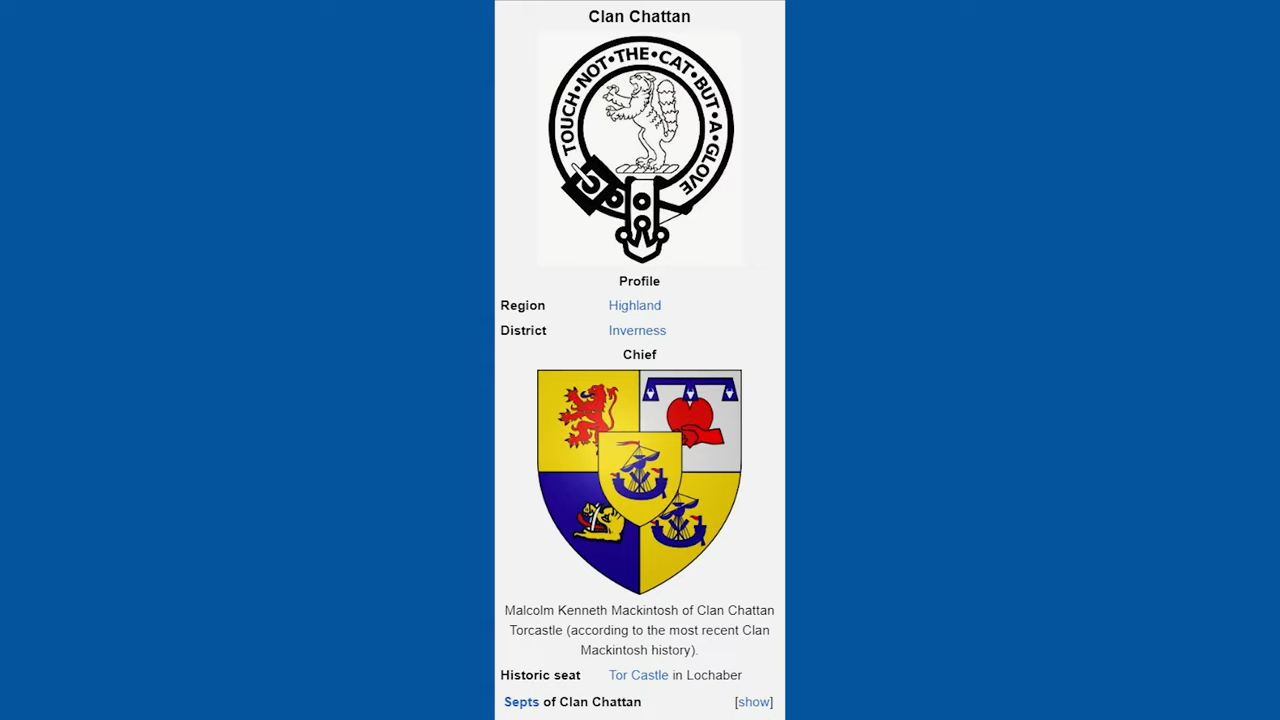 Clan Chattan
TOUCH•NOT•THE•CAT•BUT•A•GLOVE
Profile
Region Highland
District Inverness
Chief
Malcolm Kenneth Mackintosh of Clan Chattan
Torcastle (according to the most recent Clan
Mackintosh history).
Historic seat Tor Castle in Lochaber
Septs of Clan Chattan [show]